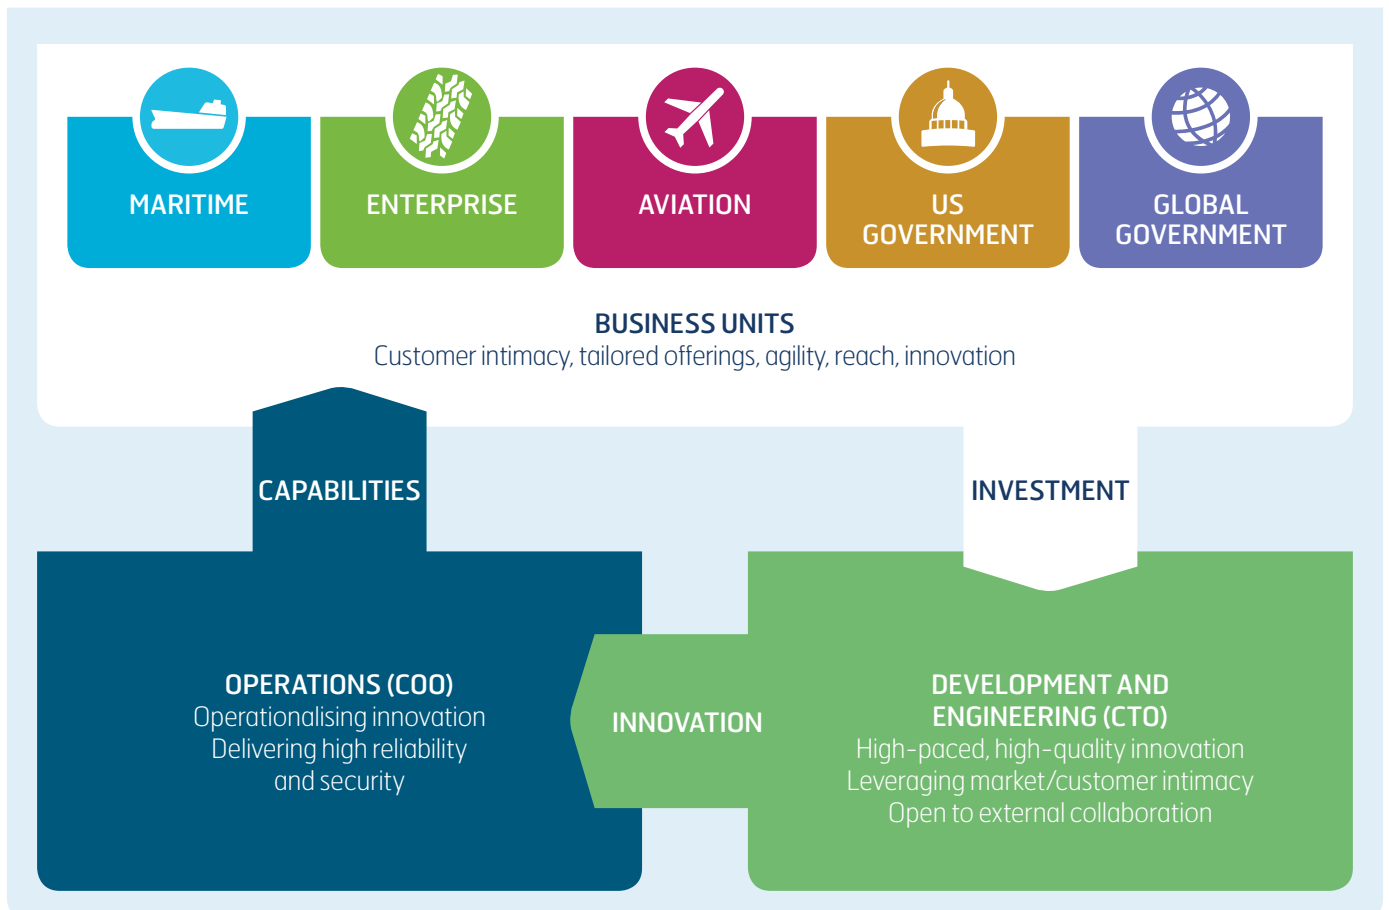 MARITIME
ENTERPRISE
AVIATION
US
GOVERNMENT
GLOBAL
GOVERNMENT
BUSINESS UNITS
Customer intimacy, tailored offerings, agility, reach, innovation
CAPABILITIES
INVESTMENT
OPERATIONS (COO)
Operationalising innovation
Delivering high reliability
and security
INNOVATION
DEVELOPMENT AND
ENGINEERING (CTO)
High-paced, high-quality innovation
Leveraging market/customer intimacy
Open to external collaboration